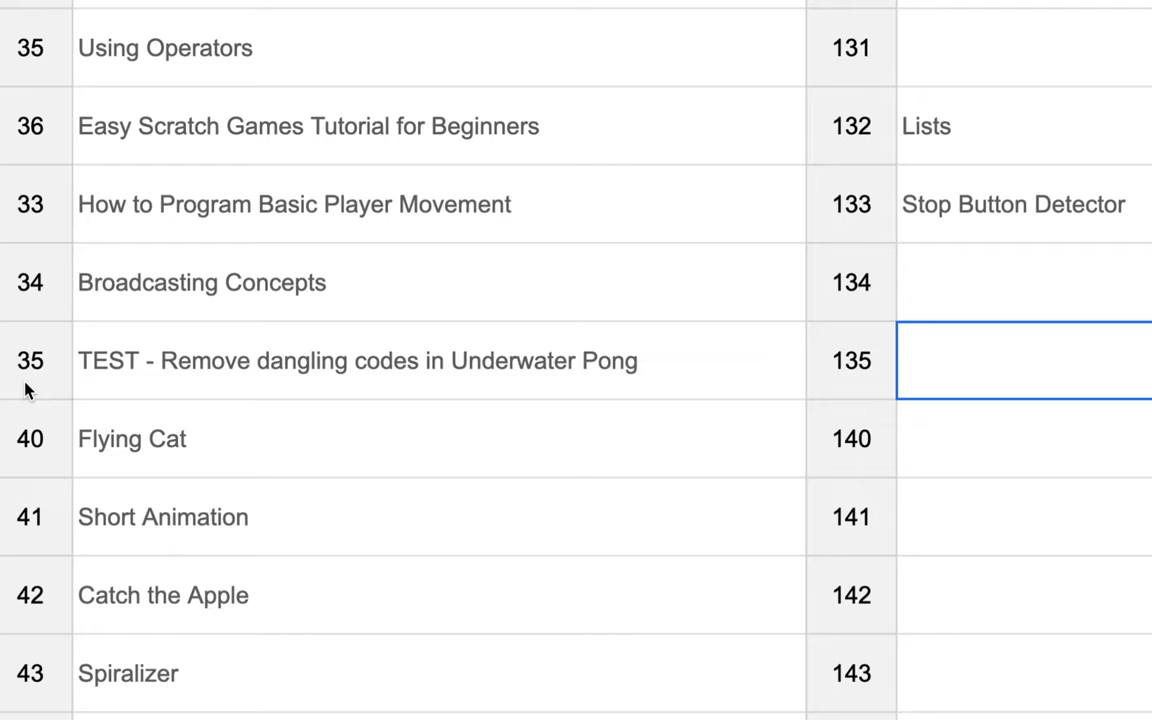 35 Using Operators 131
36 Easy Scratch Games Tutorial for Beginners 132 Lists
33 How to Program Basic Player Movement 133 Stop Button Detector
34 Broadcasting Concepts 134
35 TEST - Remove dangling codes in Underwater Pong 135
40 Flying Cat 140
41 Short Animation 141
42 Catch the Apple 142
43 Spiralizer 143